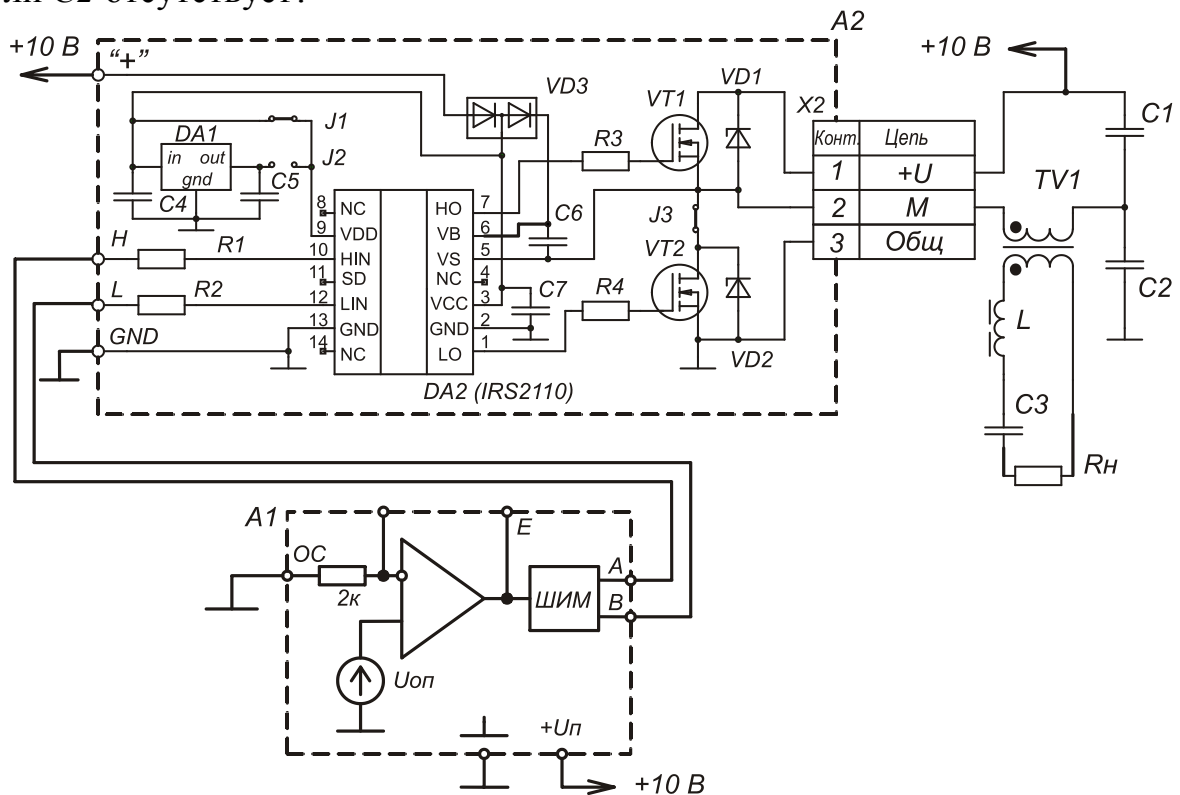 С2 отсутствует.
A2
+10 В
“+”
+10 В
VD3
VD1
VT1
X2
C1
J1
DA1
R3
Конт.
Цепь
in out
J2
gnd
1
+U
TV1
C5
C4
8
NC
HO
7
C6
J3
2
М
H
R1
9
VDD
VB
6
VT2
3
Общ
10
HIN
VS
5
L
R2
11
SD
NC
4
C7
R4
C2
12
LIN
VCC
3
L
GND
13
GND
GND
2
14
NC
LO
1
VD2
DA2 (IRS2110)
C3
Rн
A1
E
ОС
A
2к
ШИМ
B
Uоп
+Uп
+10 В